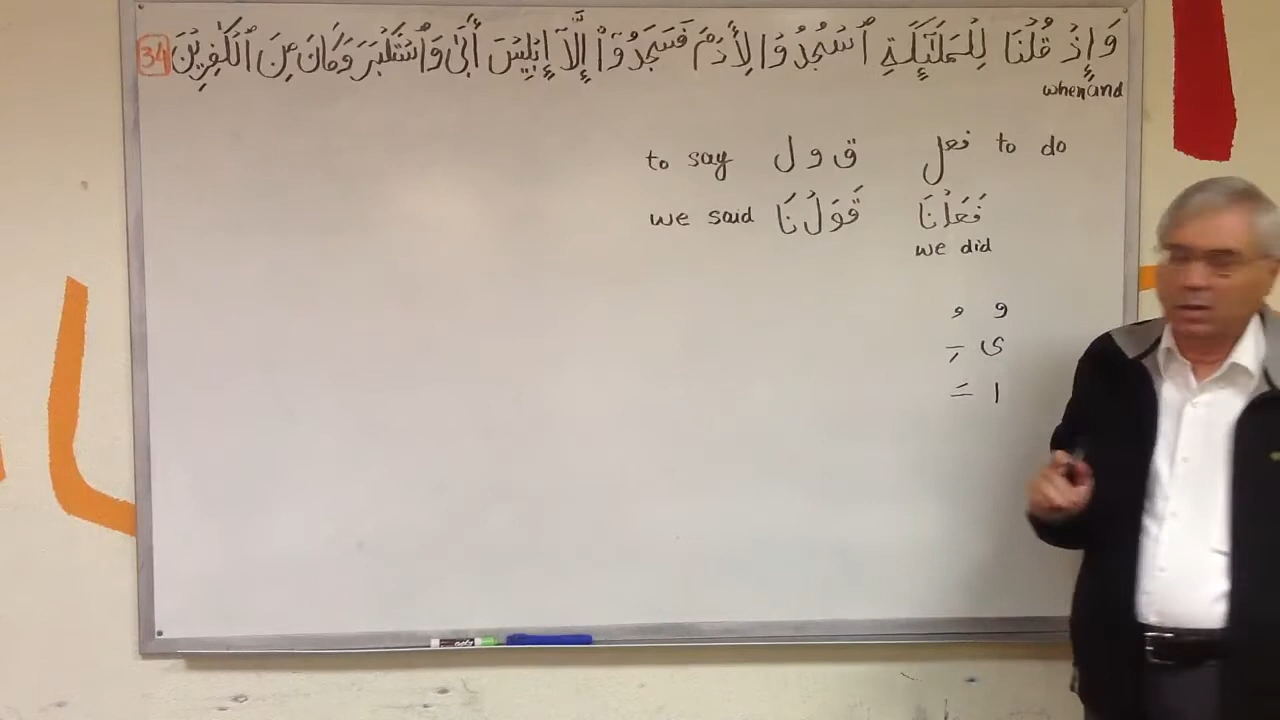 وَإِذۡ قُلۡنَا لِلۡمَلَٰٓئِكَةِ ٱسۡجُدُوا۟ لِأَدَمَ فَسَجَدُوٓا۟ إِلَّآ إِبۡلِيسَ أَبَىٰ وَٱسۡتَكۡبَرَ وَكَانَ مِنَ ٱلۡكَٰفِرِينَ 34
when and
to say ق و ل فعل to do
we said قَوَلۡنَا فَعَلۡنَا
we did
و ُ
ى ِ
ا َ